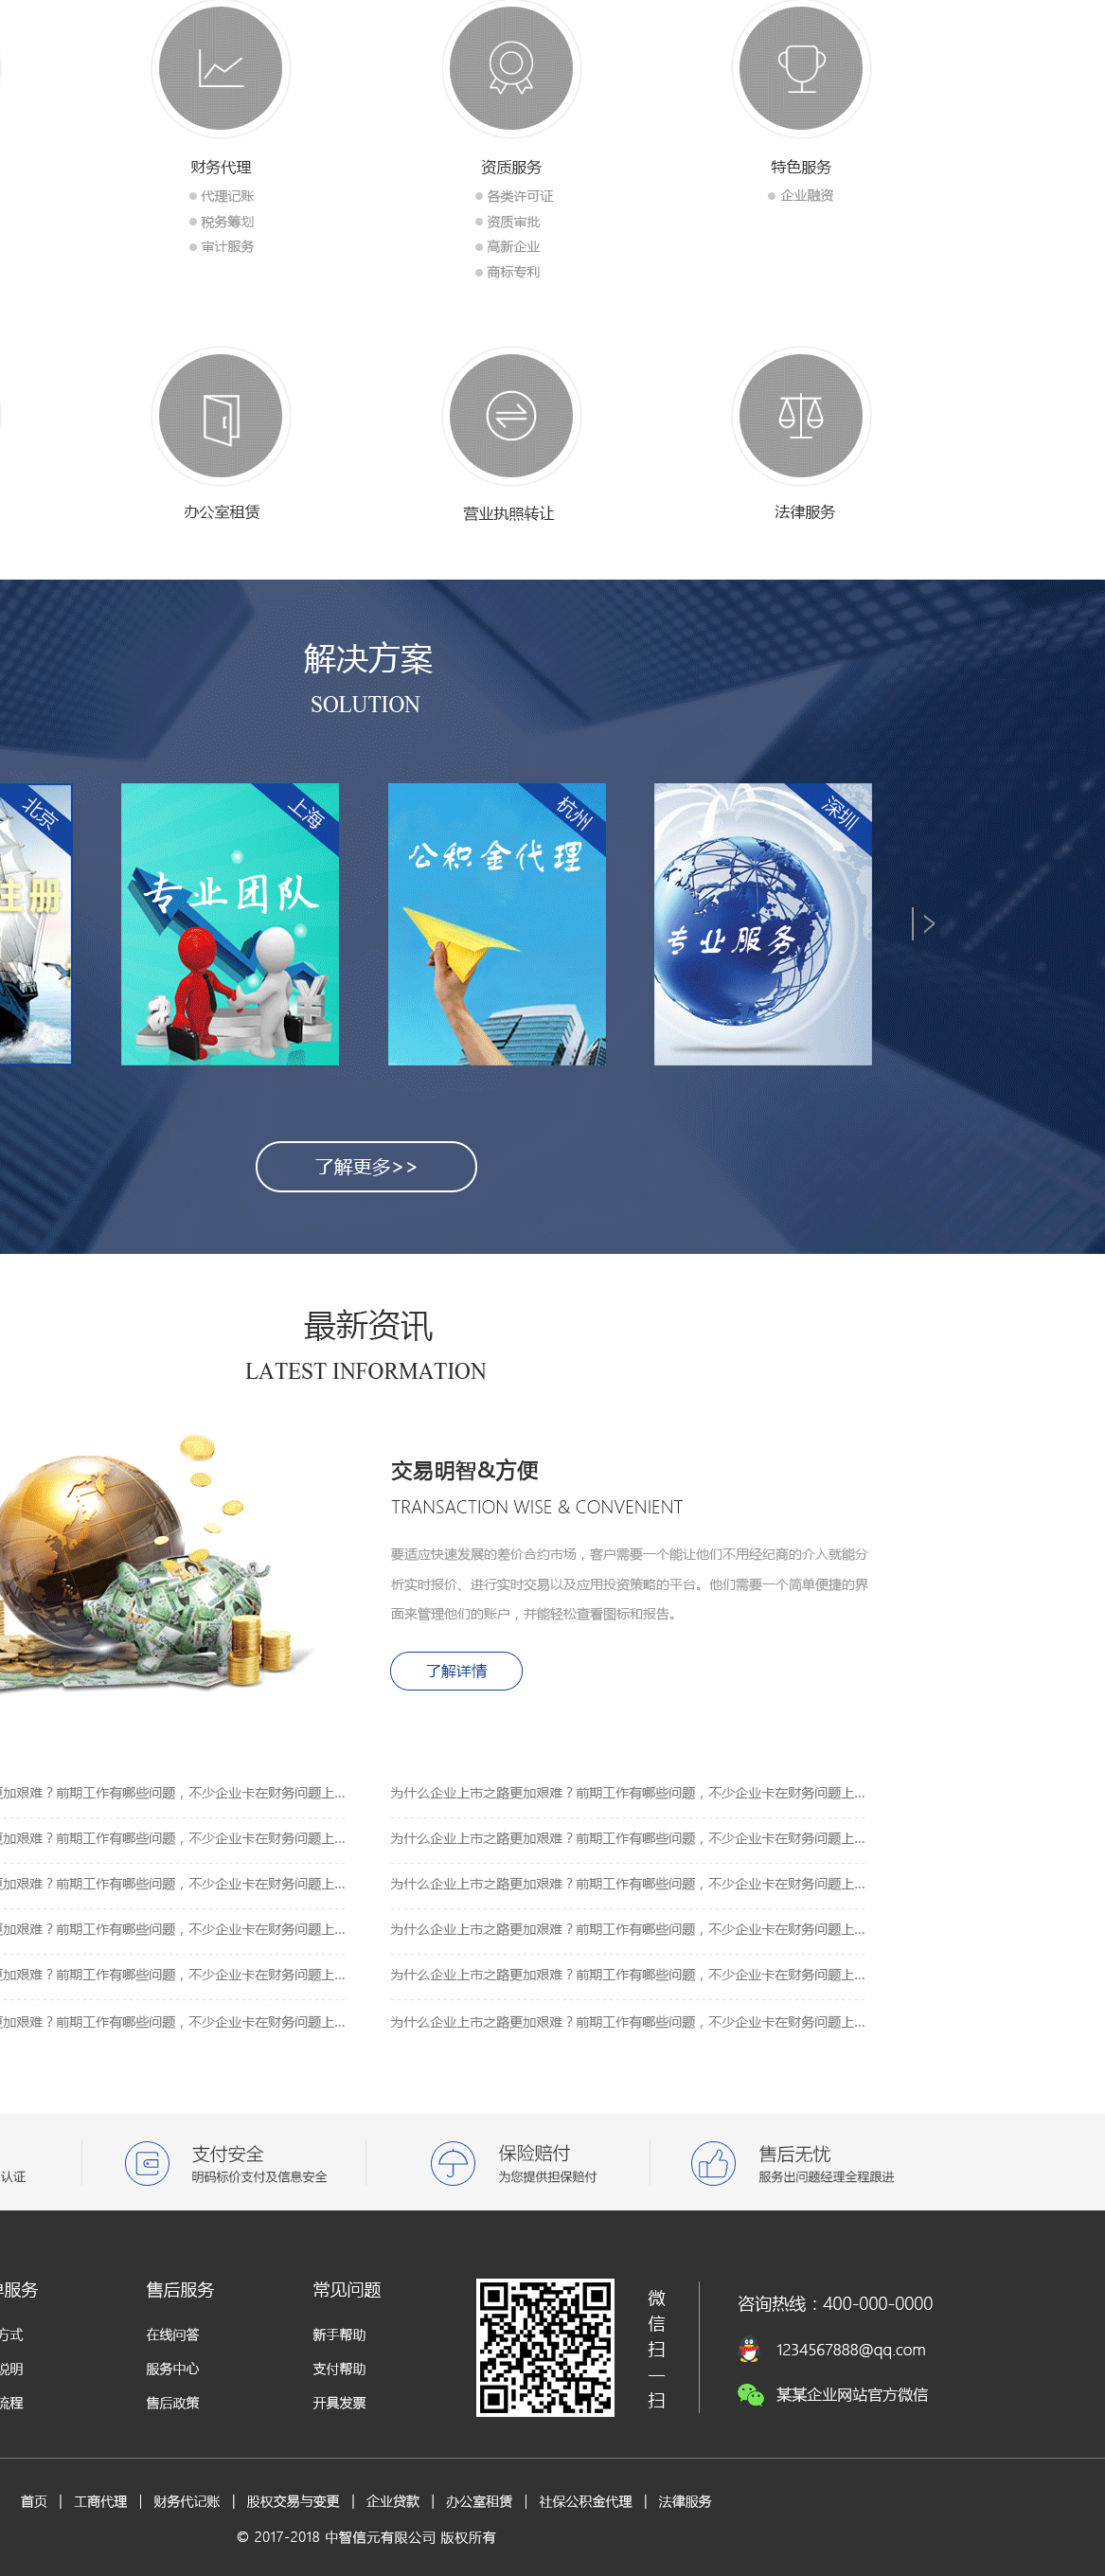 财务代理
资质服务
特色服务
代理记账
各类许可证
企业融资
税务筹划
资质审批
审计服务
高新企业
商标专利
办公室租赁
营业执照转让
法律服务
解决方案
SOLUTION
北京
上海
杭州
深圳
注册
专业团队
公积金代理
专业服务
了解更多>>
最新资讯
LATEST INFORMATION
交易明智&方便
TRANSACTION WISE & CONVENIENT
要适应快速发展的差价合约市场，客户需要一个能让他们不用经纪商的介入就能分
析实时报价、进行实时交易以及应用投资策略的平台。他们需要一个简单便捷的界
面来管理他们的账户，并能轻松查看图标和报告。
了解详情
更加艰难？前期工作有哪些问题，不少企业卡在财务问题上...
为什么企业上市之路更加艰难？前期工作有哪些问题，不少企业卡在财务问题上...
更加艰难？前期工作有哪些问题，不少企业卡在财务问题上...
为什么企业上市之路更加艰难？前期工作有哪些问题，不少企业卡在财务问题上...
更加艰难？前期工作有哪些问题，不少企业卡在财务问题上...
为什么企业上市之路更加艰难？前期工作有哪些问题，不少企业卡在财务问题上...
更加艰难？前期工作有哪些问题，不少企业卡在财务问题上...
为什么企业上市之路更加艰难？前期工作有哪些问题，不少企业卡在财务问题上...
更加艰难？前期工作有哪些问题，不少企业卡在财务问题上...
为什么企业上市之路更加艰难？前期工作有哪些问题，不少企业卡在财务问题上...
更加艰难？前期工作有哪些问题，不少企业卡在财务问题上...
为什么企业上市之路更加艰难？前期工作有哪些问题，不少企业卡在财务问题上...
认证
支付安全
明码标价支付及信息安全
保险赔付
为您提供担保赔付
售后无忧
服务出问题经理全程跟进
服务
方式
说明
流程
售后服务
在线问答
服务中心
售后政策
常见问题
新手帮助
支付帮助
开具发票
微信扫一扫
咨询热线：400-000-0000
1234567888@qq.com
某某企业网站官方微信
首页 | 工商代理 | 财务代记账 | 股权交易与变更 | 企业贷款 | 办公室租赁 | 社保公积金代理 | 法律服务
© 2017-2018 中智信元有限公司 版权所有